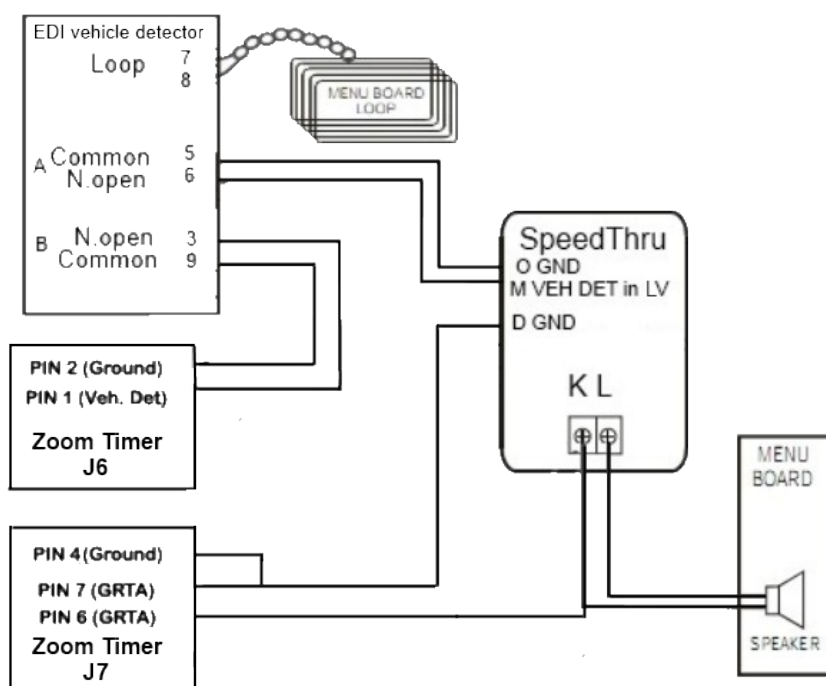 EDI vehicle detector
Loop 7
8
MENU BOARD
LOOP
A Common 5
N.open 6
B N.open 3
Common 9
SpeedThru
O GND
M VEH DET in LV
D GND
K L
PIN 2 (Ground)
PIN 1 (Veh. Det)
Zoom Timer
J6
MENU
BOARD
SPEAKER
PIN 4(Ground)
PIN 7 (GRTA)
PIN 6 (GRTA)
Zoom Timer
J7